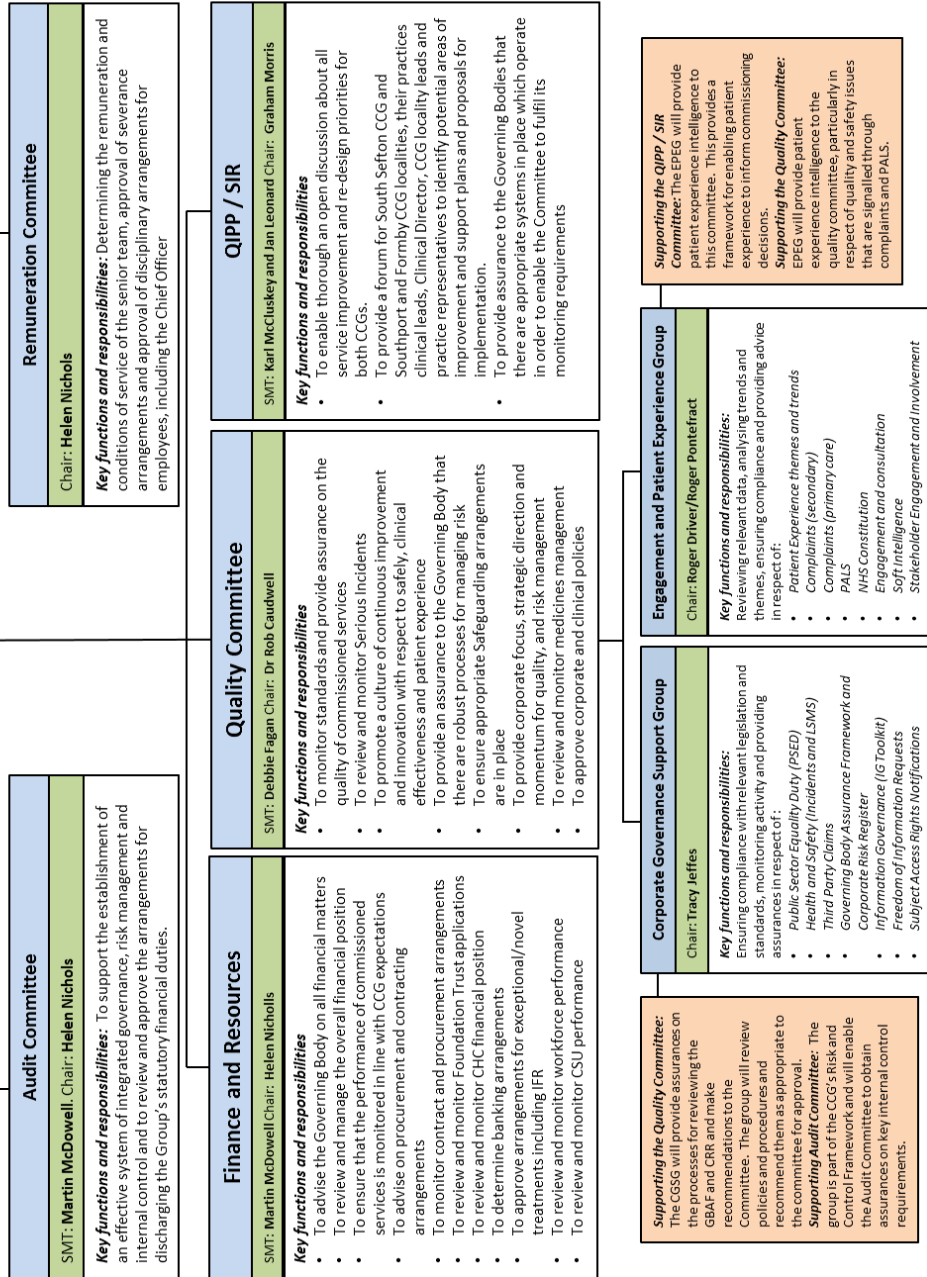 Audit Committee
SMT: Martin McDowell. Chair: Helen Nichols
Key functions and responsibilities: To support the establishment of
an effective system of integrated governance, risk management and
internal control and to review and approve the arrangements for
discharging the Group's statutory financial duties.
Remuneration Committee
Chair: Helen Nichols
Key functions and responsibilities: Determining the remuneration and
conditions of service of the senior team, approval of severance
arrangements and approval of disciplinary arrangements for
employees, including the Chief Officer
Finance and Resources
SMT: Martin McDowell Chair: Helen Nicholls
Key functions and responsibilities
• To advise the Governing Body on all financial matters
• To review and manage the overall financial position
• To ensure that the performance of commissioned
services is monitored in line with CCG expectations
• To advise on procurement and contracting
arrangements
• To monitor contract and procurement arrangements
• To review and monitor Foundation Trust applications
• To review and monitor CHC financial position
• To determine banking arrangements
• To approve arrangements for exceptional/novel
treatments including IFR
• To review and monitor workforce performance
• To review and monitor CSU performance
Quality Committee
SMT: Debbie Fagan Chair: Dr Rob Caudwell
Key functions and responsibilities
• To monitor standards and provide assurance on the
quality of commissioned services
• To review and monitor Serious Incidents
• To promote a culture of continuous improvement
and innovation with respect to safely, clinical
effectiveness and patient experience
• To provide an assurance to the Governing Body that
there are robust processes for managing risk
• To ensure appropriate Safeguarding arrangements
are in place
• To provide corporate focus, strategic direction and
momentum for quality, and risk management
• To review and monitor medicines management
• To approve corporate and clinical policies
QIPP / SIR
SMT: Karl McCluskey and Jan Leonard Chair: Graham Morris
Key functions and responsibilities
• To enable thorough an open discussion about all
service improvement and re-design priorities for
both CCGs.
• To provide a forum for South Sefton CCG and
Southport and Formby CCG localities, their practices
clinical leads, Clinical Director, CCG locality leads and
practice representatives to identify potential areas of
improvement and support plans and proposals for
implementation.
• To provide assurance to the Governing Bodies that
there are appropriate systems in place which operate
in order to enable the Committee to fulfil its
monitoring requirements
Supporting the Quality Committee:
The CGSG will provide assurances on
the processes for reviewing the
GBAF and CRR and make
recommendations to the
Committee. The group will review
policies and procedures and
recommend them as appropriate to
the committee for approval.
Supporting Audit Committee: The
group is part of the CCG's Risk and
Control Framework and will enable
the Audit Committee to obtain
assurances on key internal control
requirements.
Corporate Governance Support Group
Chair: Tracy Jeffes
Key functions and responsibilities:
Ensuring compliance with relevant legislation and
standards, monitoring activity and providing
assurances in respect of :
• Public Sector Equality Duty (PSED)
• Health and Safety (Incidents and LSMS)
• Third Party Claims
• Governing Body Assurance Framework and
• Corporate Risk Register
• Information Governance (IG Toolkit)
• Freedom of Information Requests
• Subject Access Rights Notifications
Engagement and Patient Experience Group
Chair: Roger Driver/Roger Pontefract
Key functions and responsibilities:
Reviewing relevant data, analysing trends and
themes, ensuring compliance and providing advice
in respect of:
• Patient Experience themes and trends
• Complaints (secondary)
• Complaints (primary care)
• PALS
• NHS Constitution
• Engagement and consultation
• Soft Intelligence
• Stakeholder Engagement and Involvement
Supporting the QIPP / SIR
Committee: The EPEG will provide
patient experience intelligence to
this committee. This provides a
framework for enabling patient
experience to inform commissioning
decisions.
Supporting the Quality Committee:
EPEG will provide patient
experience intelligence to the
quality committee, particularly in
respect of quality and safety issues
that are signalled through
complaints and PALS.